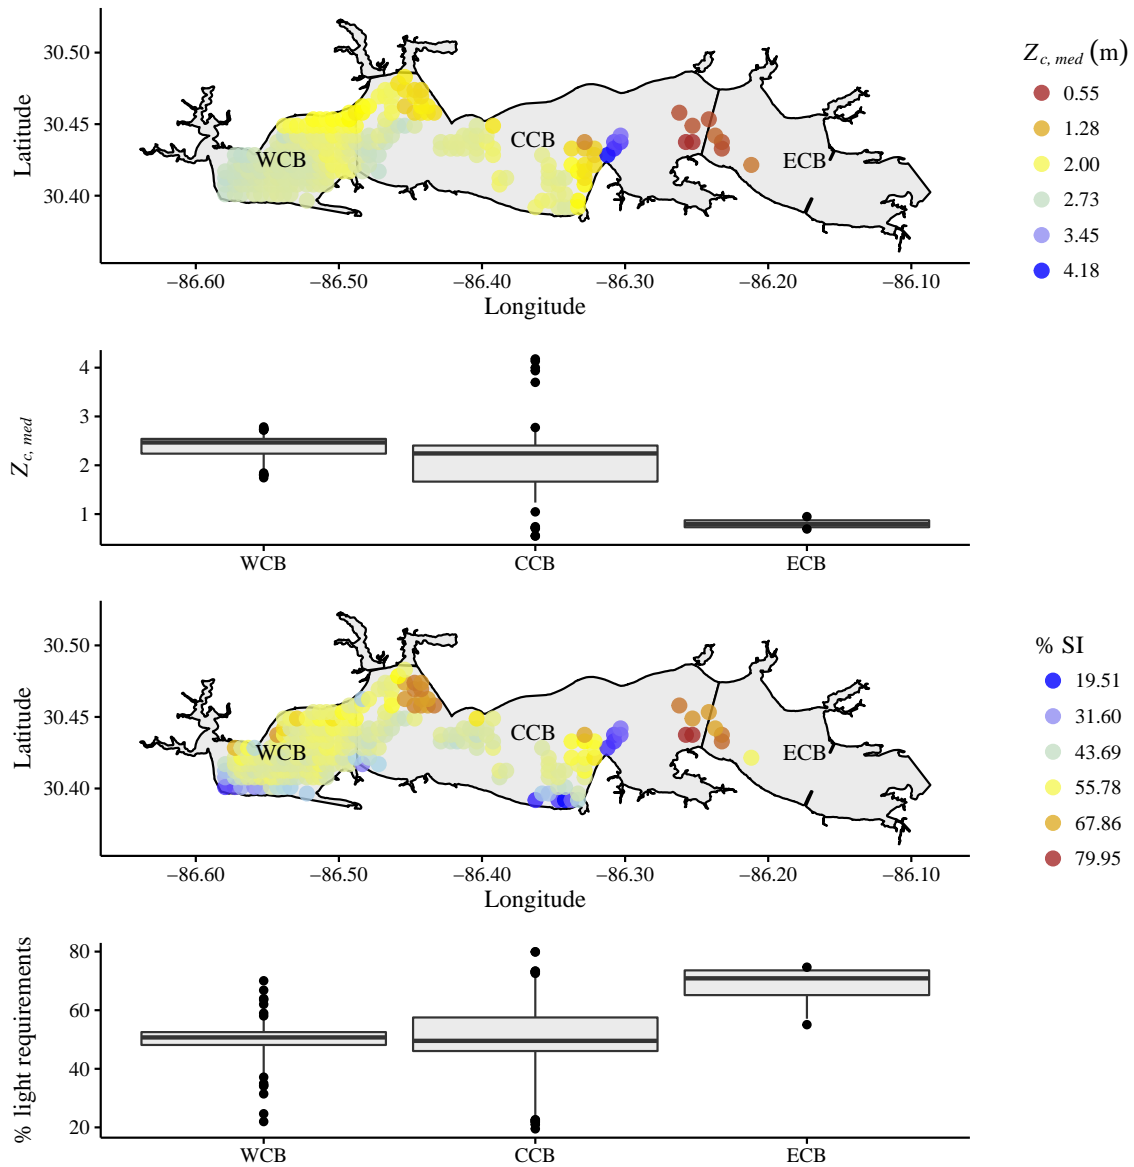 Z c, med (m)
0.55
1.28
2.00
2.73
3.45
4.18
Latitude
30.50
30.45
30.40
WCB
CCB
ECB
−86.60 −86.50 −86.40 −86.30 −86.20 −86.10
Longitude
Z c, med
4
3
2
1
WCB CCB ECB
Latitude
30.50
30.45
30.40
WCB
CCB
ECB
−86.60 −86.50 −86.40 −86.30 −86.20 −86.10
Longitude
% SI
19.51
31.60
43.69
55.78
67.86
79.95
% light requirements
80
60
40
20
WCB CCB ECB